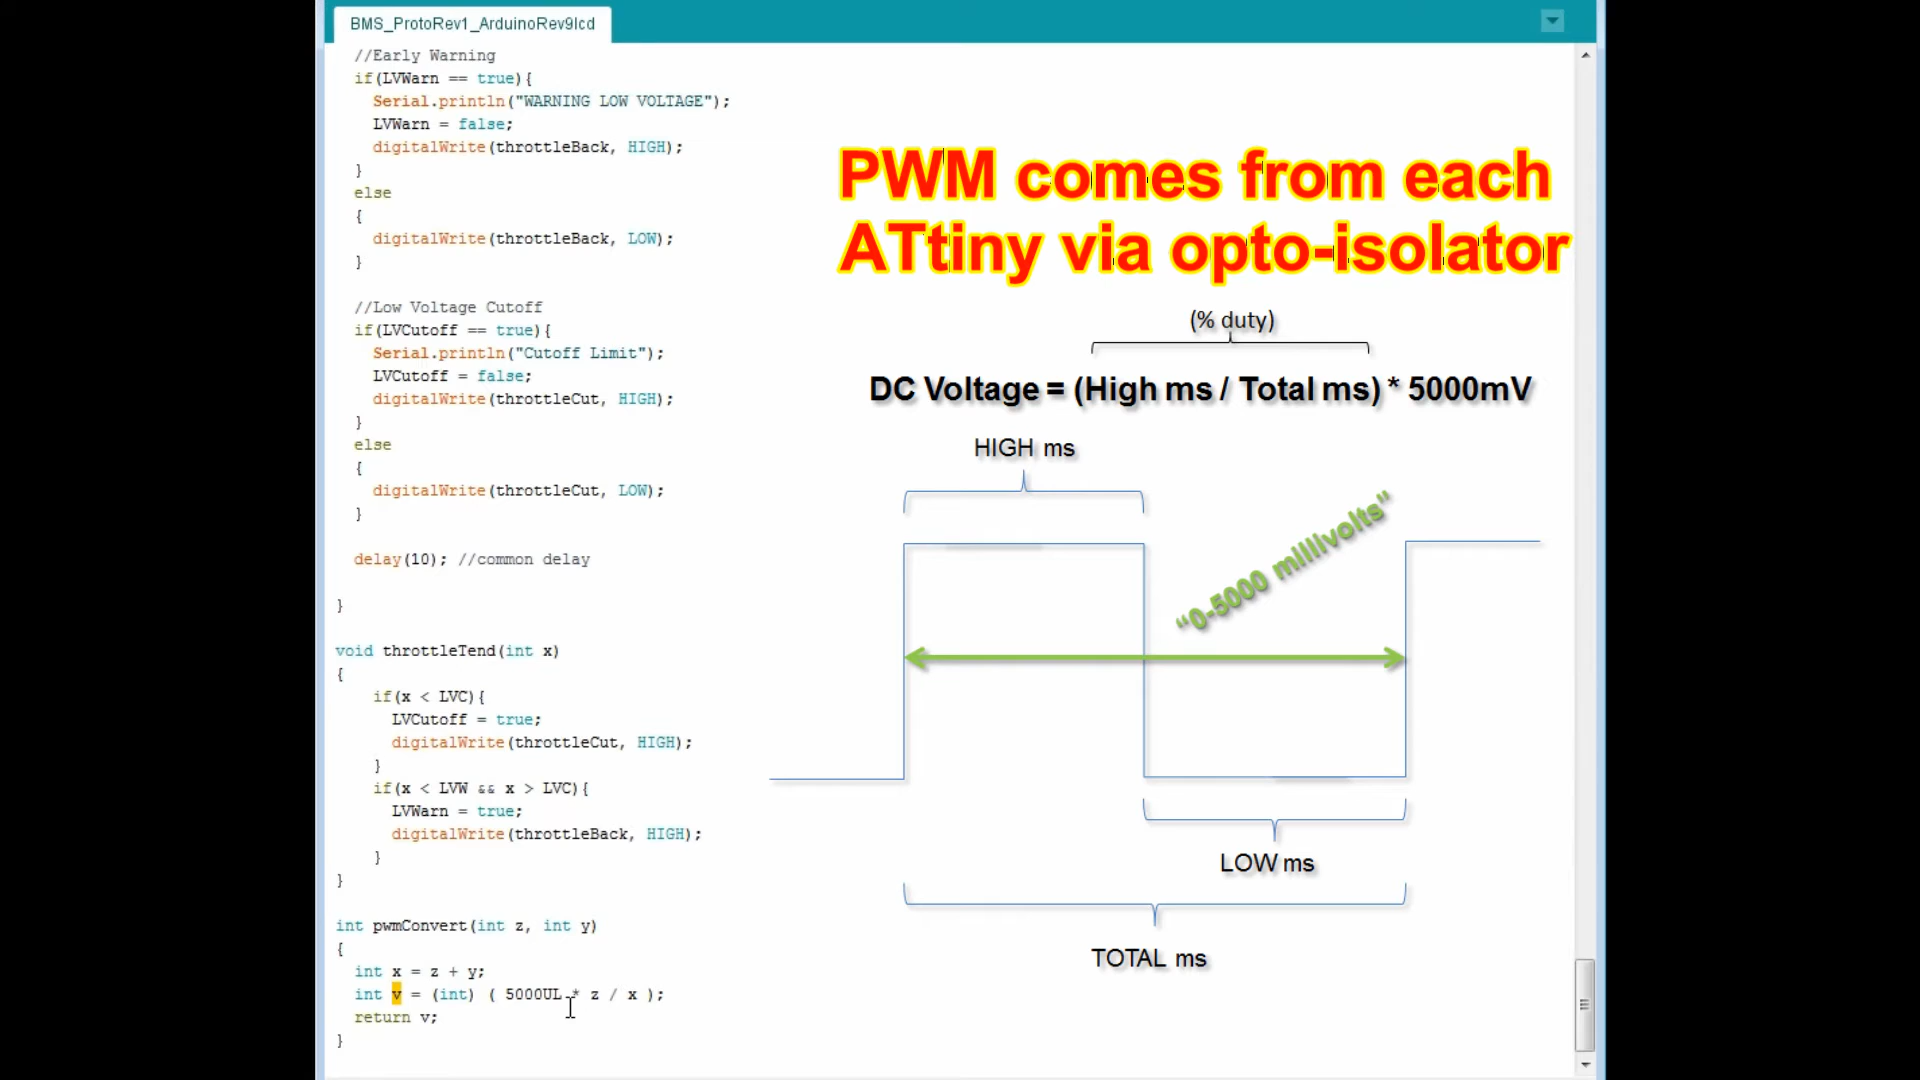 BMS_ProtoRev1_ArduinoRev9lcd
//Early Warning
if(LVWarn == true){
Serial.println("WARNING LOW VOLTAGE");
LVWarn = false;
digitalWrite(throttleBack, HIGH);
}
else
{
digitalWrite(throttleBack, LOW);
}
//Low Voltage Cutoff
if(LVCutoff == true){
Serial.println("Cutoff Limit");
LVCutoff = false;
digitalWrite(throttleCut, HIGH);
}
else
{
digitalWrite(throttleCut, LOW);
}
delay(10); //common delay
}
void throttleTend(int x)
{
if(x < LVC){
LVCutoff = true;
digitalWrite(throttleCut, HIGH);
}
if(x < LVW && x > LVC){
LVWarn = true;
digitalWrite(throttleBack, HIGH);
}
}
int pwmConvert(int z, int y)
{
int x = z + y;
int v = (int) ( 5000UL * z / x );
return v;
}
PWM comes from each
ATtiny via opto-isolator
(% duty)
DC Voltage = (High ms / Total ms) * 5000mV
HIGH ms
“0-5000 millivolts”
LOW ms
TOTAL ms